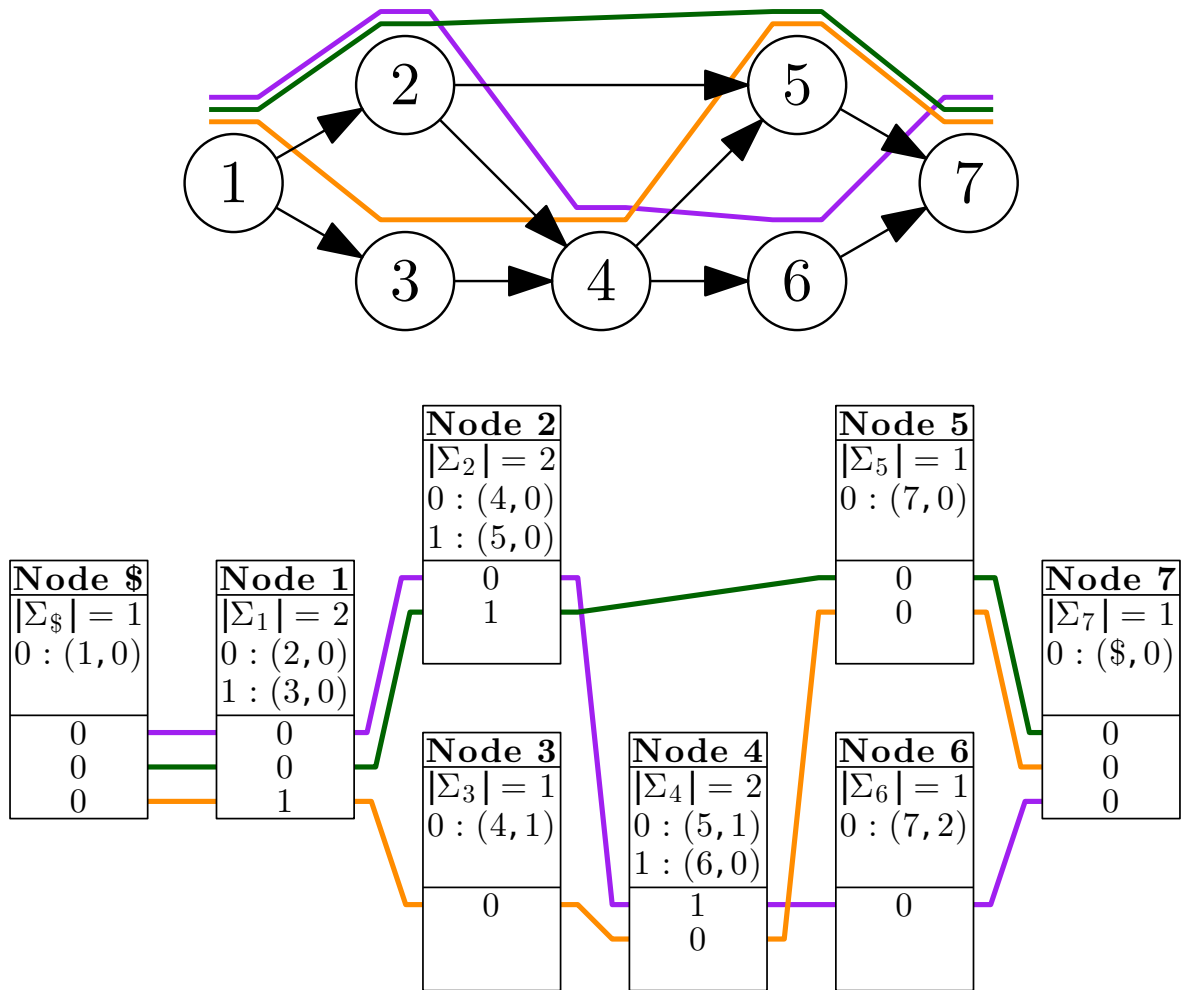 2
5
1
7
3
4
6
Node $
|Σ$| = 1
0 : (1, 0)
0
0
0
Node 1
|Σ1| = 2
0 : (2, 0)
1 : (3, 0)
0
0
1
Node 2
|Σ2| = 2
0 : (4, 0)
1 : (5, 0)
0
1
Node 3
|Σ3| = 1
0 : (4, 1)
0
Node 4
|Σ4| = 2
0 : (5, 1)
1 : (6, 0)
1
0
Node 5
|Σ5| = 1
0 : (7, 0)
0
0
Node 6
|Σ6| = 1
0 : (7, 2)
0
Node 7
|Σ7| = 1
0 : ($, 0)
0
0
0